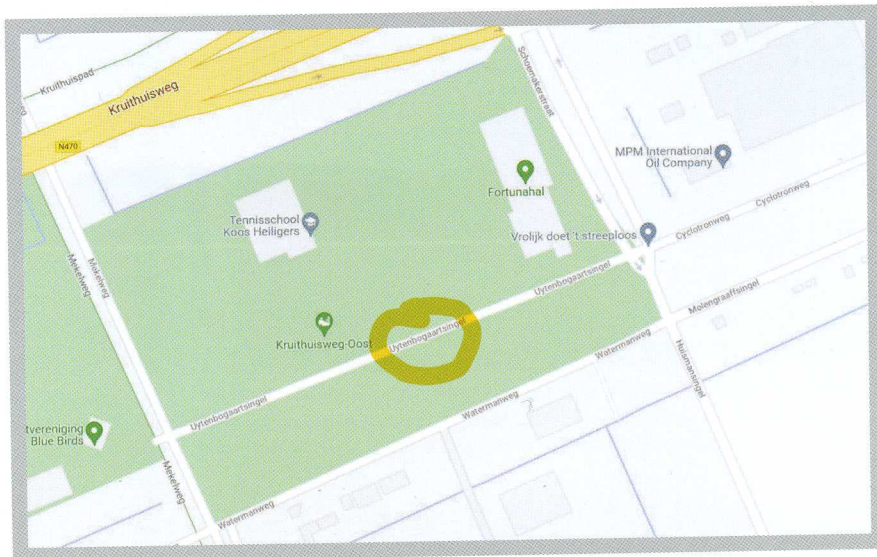 Kruithuispad
Kruithuisweg
N470
Schoemakerstraat
MPM International
Oil Company
Fortunahal
Tennisschool
Koos Heiligers
Vrolijk doet 't streeploos
Cyclotronweg
Cyclotronweg
Mekelweg
Mekelweg
Uytenbogaartsingel
Kruithuisweg-Oost
Uytenbogaartsingel
Molengraaffsingel
Watermanweg
Huismansingel
Uytenbogaartsingel
Watermanweg
tvereniging
Blue Birds
Mekelweg
Watermanweg